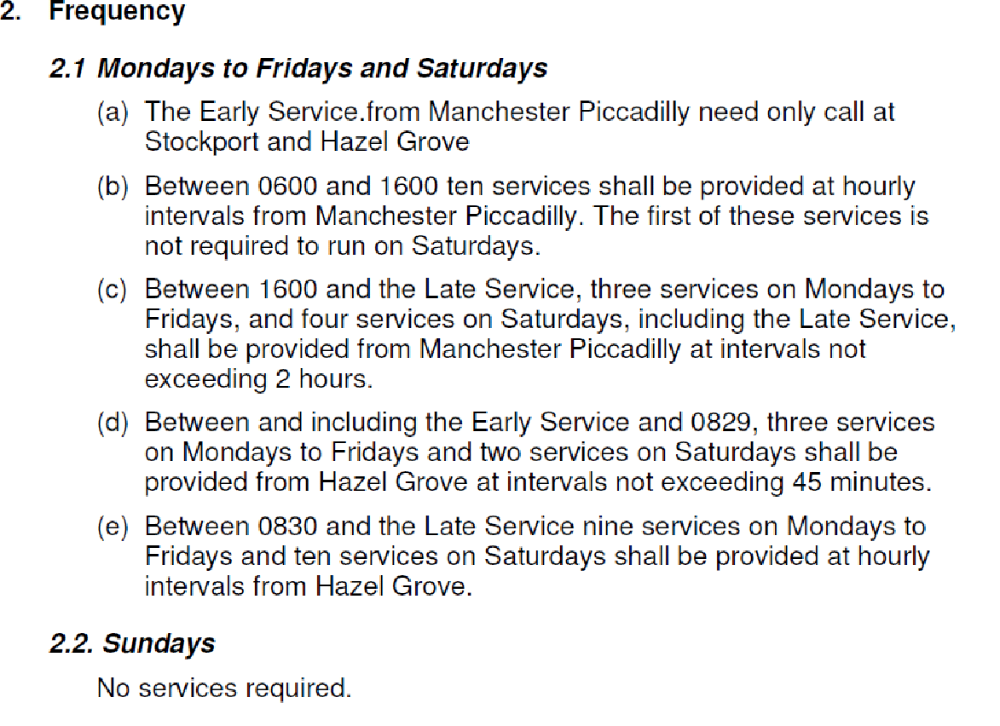 2. Frequency
2.1 Mondays to Fridays and Saturdays
(a) The Early Service.from Manchester Piccadilly need only call at
Stockport and Hazel Grove
(b) Between 0600 and 1600 ten services shall be provided at hourly
intervals from Manchester Piccadilly. The first of these services is
not required to run on Saturdays.
(c) Between 1600 and the Late Service, three services on Mondays to
Fridays, and four services on Saturdays, including the Late Service,
shall be provided from Manchester Piccadilly at intervals not
exceeding 2 hours.
(d) Between and including the Early Service and 0829, three services
on Mondays to Fridays and two services on Saturdays shall be
provided from Hazel Grove at intervals not exceeding 45 minutes.
(e) Between 0830 and the Late Service nine services on Mondays to
Fridays and ten services on Saturdays shall be provided at hourly
intervals from Hazel Grove.
2.2. Sundays
No services required.